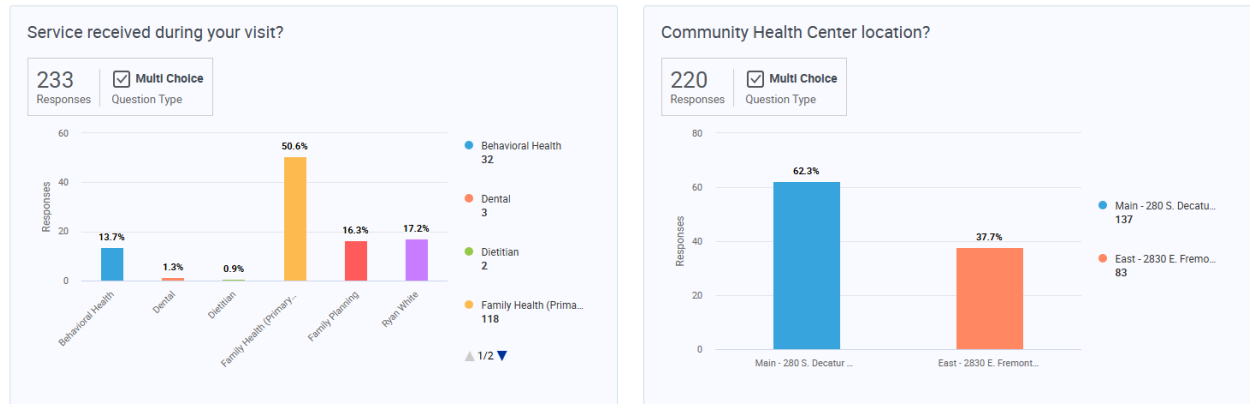 Service received during your visit?
233
Responses
Multi Choice
Question Type
60
40
20
0
Responses
13.7%
1.3%
0.9%
50.6%
16.3%
17.2%
Behavioral Health
Dental
Dietitian
Family Health (Primary...
Family Planning
Ryan White
Behavioral Health
32
Dental
3
Dietitian
2
Family Health (Prima...
118
1/2
Community Health Center location?
220
Responses
Multi Choice
Question Type
80
60
40
20
0
Responses
62.3%
37.7%
Main - 280 S. Decatur ...
East - 2830 E. Fremont...
Main - 280 S. Decatu...
137
East - 2830 E. Fremo...
83